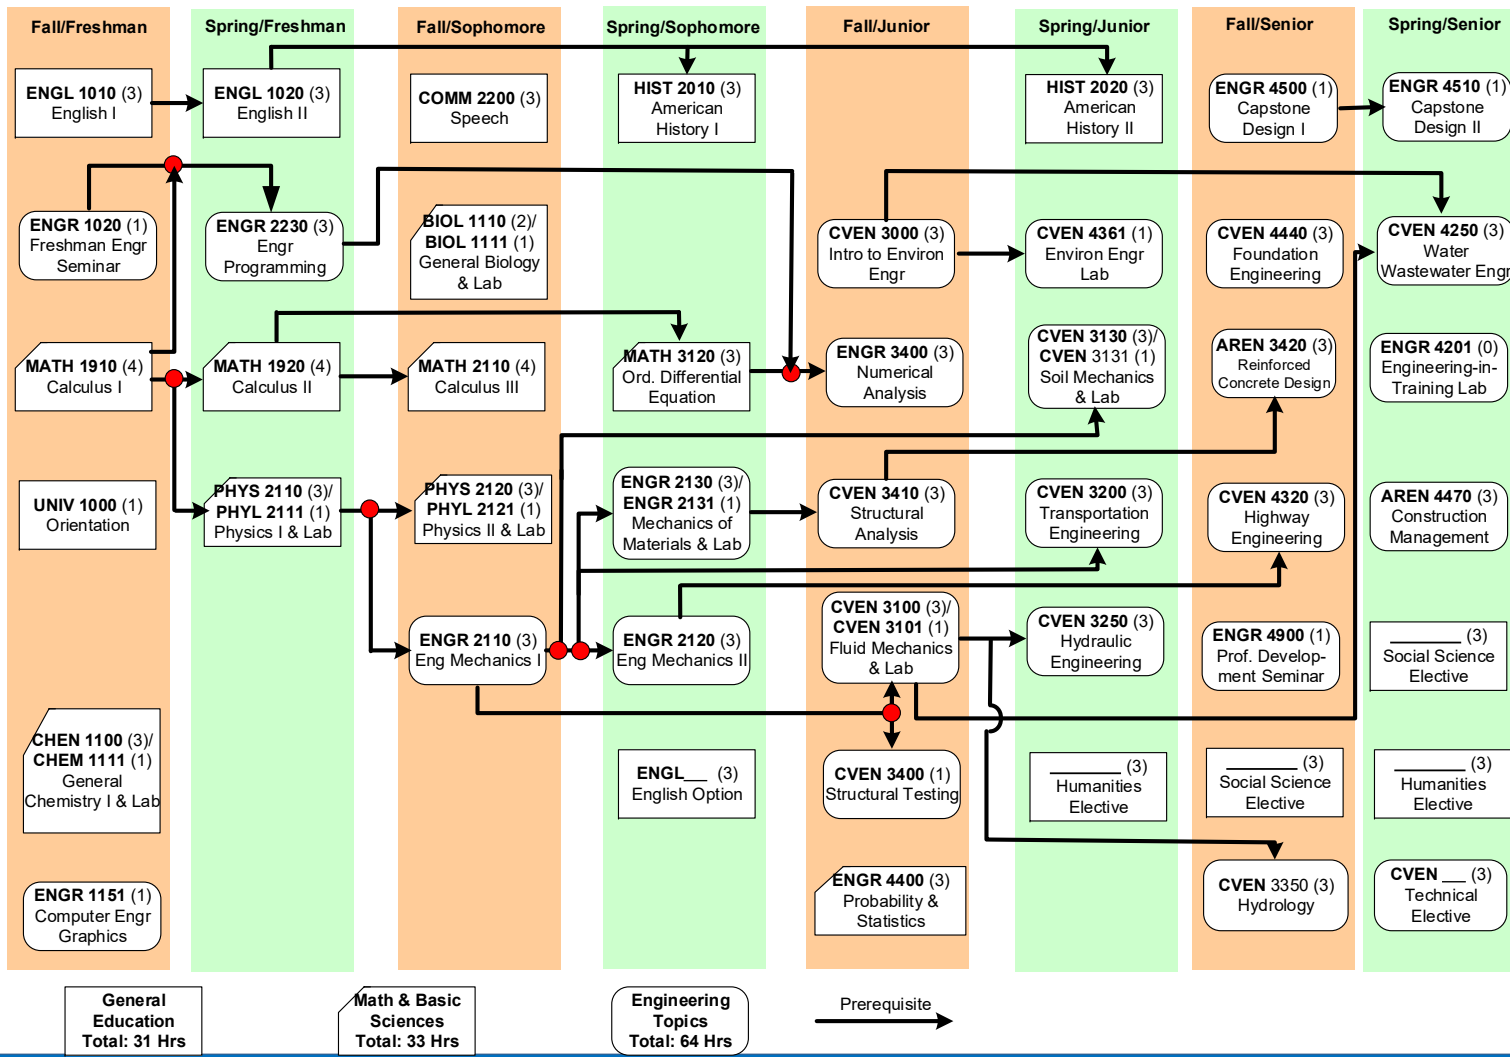 Fall/Freshman
Spring/Freshman
Fall/Sophomore
Spring/Sophomore
Fall/Junior
Spring/Junior
Fall/Senior
Spring/Senior
ENGL 1010 (3)
English I
ENGL 1020 (3)
English II
COMM 2200 (3)
Speech
HIST 2010 (3)
American
History I
HIST 2020 (3)
American
History II
ENGR 4500 (1)
Capstone
Design I
ENGR 4510 (1)
Capstone
Design II
ENGR 1020 (1)
Freshman Engr
Seminar
ENGR 2230 (3)
Engr
Programming
BIOL 1110 (2)/
BIOL 1111 (1)
General Biology
& Lab
CVEN 3000 (3)
Intro to Environ
Engr
CVEN 4361 (1)
Environ Engr
Lab
CVEN 4440 (3)
Foundation
Engineering
CVEN 4250 (3)
Water
Wastewater Engr
MATH 1910 (4)
Calculus I
MATH 1920 (4)
Calculus II
MATH 2110 (4)
Calculus III
MATH 3120 (3)
Ord. Differential
Equation
ENGR 3400 (3)
Numerical
Analysis
CVEN 3130 (3)/
CVEN 3131 (1)
Soil Mechanics
& Lab
AREN 3420 (3)
Reinforced
Concrete Design
ENGR 4201 (0)
Engineering-in-
Training Lab
UNIV 1000 (1)
Orientation
PHYS 2110 (3)/
PHYL 2111 (1)
Physics I & Lab
PHYS 2120 (3)/
PHYL 2121 (1)
Physics II & Lab
ENGR 2130 (3)/
ENGR 2131 (1)
Mechanics of
Materials & Lab
CVEN 3410 (3)
Structural
Analysis
CVEN 3200 (3)
Transportation
Engineering
CVEN 4320 (3)
Highway
Engineering
AREN 4470 (3)
Construction
Management
ENGR 2110 (3)
Eng Mechanics I
ENGR 2120 (3)
Eng Mechanics II
CVEN 3100 (3)/
CVEN 3101 (1)
Fluid Mechanics
& Lab
CVEN 3250 (3)
Hydraulic
Engineering
ENGR 4900 (1)
Prof. Develop-
ment Seminar
_______ (3)
Social Science
Elective
CHEN 1100 (3)/
CHEM 1111 (1)
General
Chemistry I & Lab
ENGL__ (3)
English Option
CVEN 3400 (1)
Structural Testing
_______ (3)
Humanities
Elective
_______ (3)
Social Science
Elective
_______ (3)
Humanities
Elective
ENGR 1151 (1)
Computer Engr
Graphics
ENGR 4400 (3)
Probability &
Statistics
CVEN 3350 (3)
Hydrology
CVEN __ (3)
Technical
Elective
General
Education
Total: 31 Hrs
Math & Basic
Sciences
Total: 33 Hrs
Engineering
Topics
Total: 64 Hrs
Prerequisite